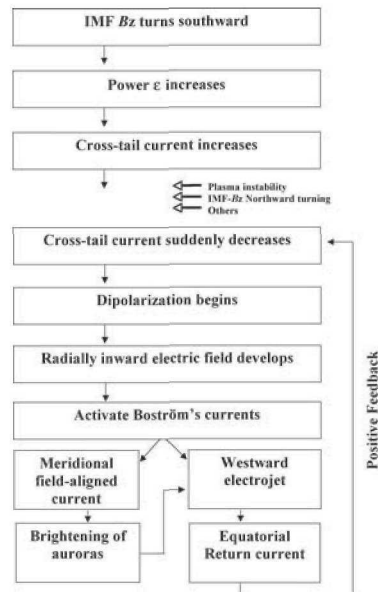 IMF Bz turns southward
Power ε increases
Cross-tail current increases
Plasma instability
IMF-Bz Northward turning
Others
Cross-tail current suddenly decreases
Dipolarization begins
Radially inward electric field develops
Activate Boström's currents
Meridional
field-aligned
current
Westward
electrojet
Brightening of
auroras
Equatorial
Return current
Positive Feedback